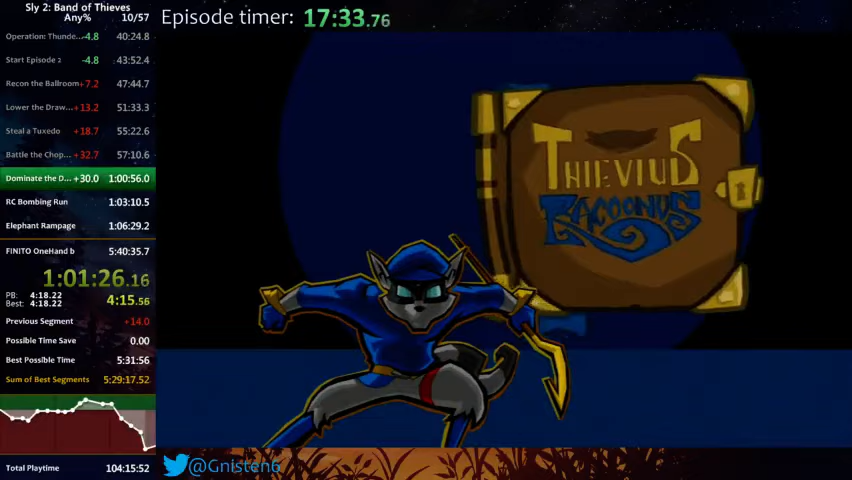 Sly 2: Band of Thieves
Any% 10/57
Operation: Thunde... -4.8 40:24.8
Start Episode 2 -4.8 43:52.4
Recon the Ballroom +7.2 47:44.7
Lower the Draw... +13.2 51:33.3
Steal a Tuxedo +18.7 55:22.6
Battle the Chop... +32.7 57:10.6
Dominate the D... +30.0 1:00:56.0
RC Bombing Run 1:03:10.5
Elephant Rampage 1:06:29.2
FINITO OneHand b 5:40:35.7
1:01:26.16
PB: 4:18.22
Best: 4:18.22
4:15.56
Previous Segment +14.0
Possible Time Save 0.00
Best Possible Time 5:31:56
Sum of Best Segments 5:29:17.52
Total Playtime 104:15:52
Episode timer: 17:33.76
THIEVIUS
RACOONUS
@Gnisten6